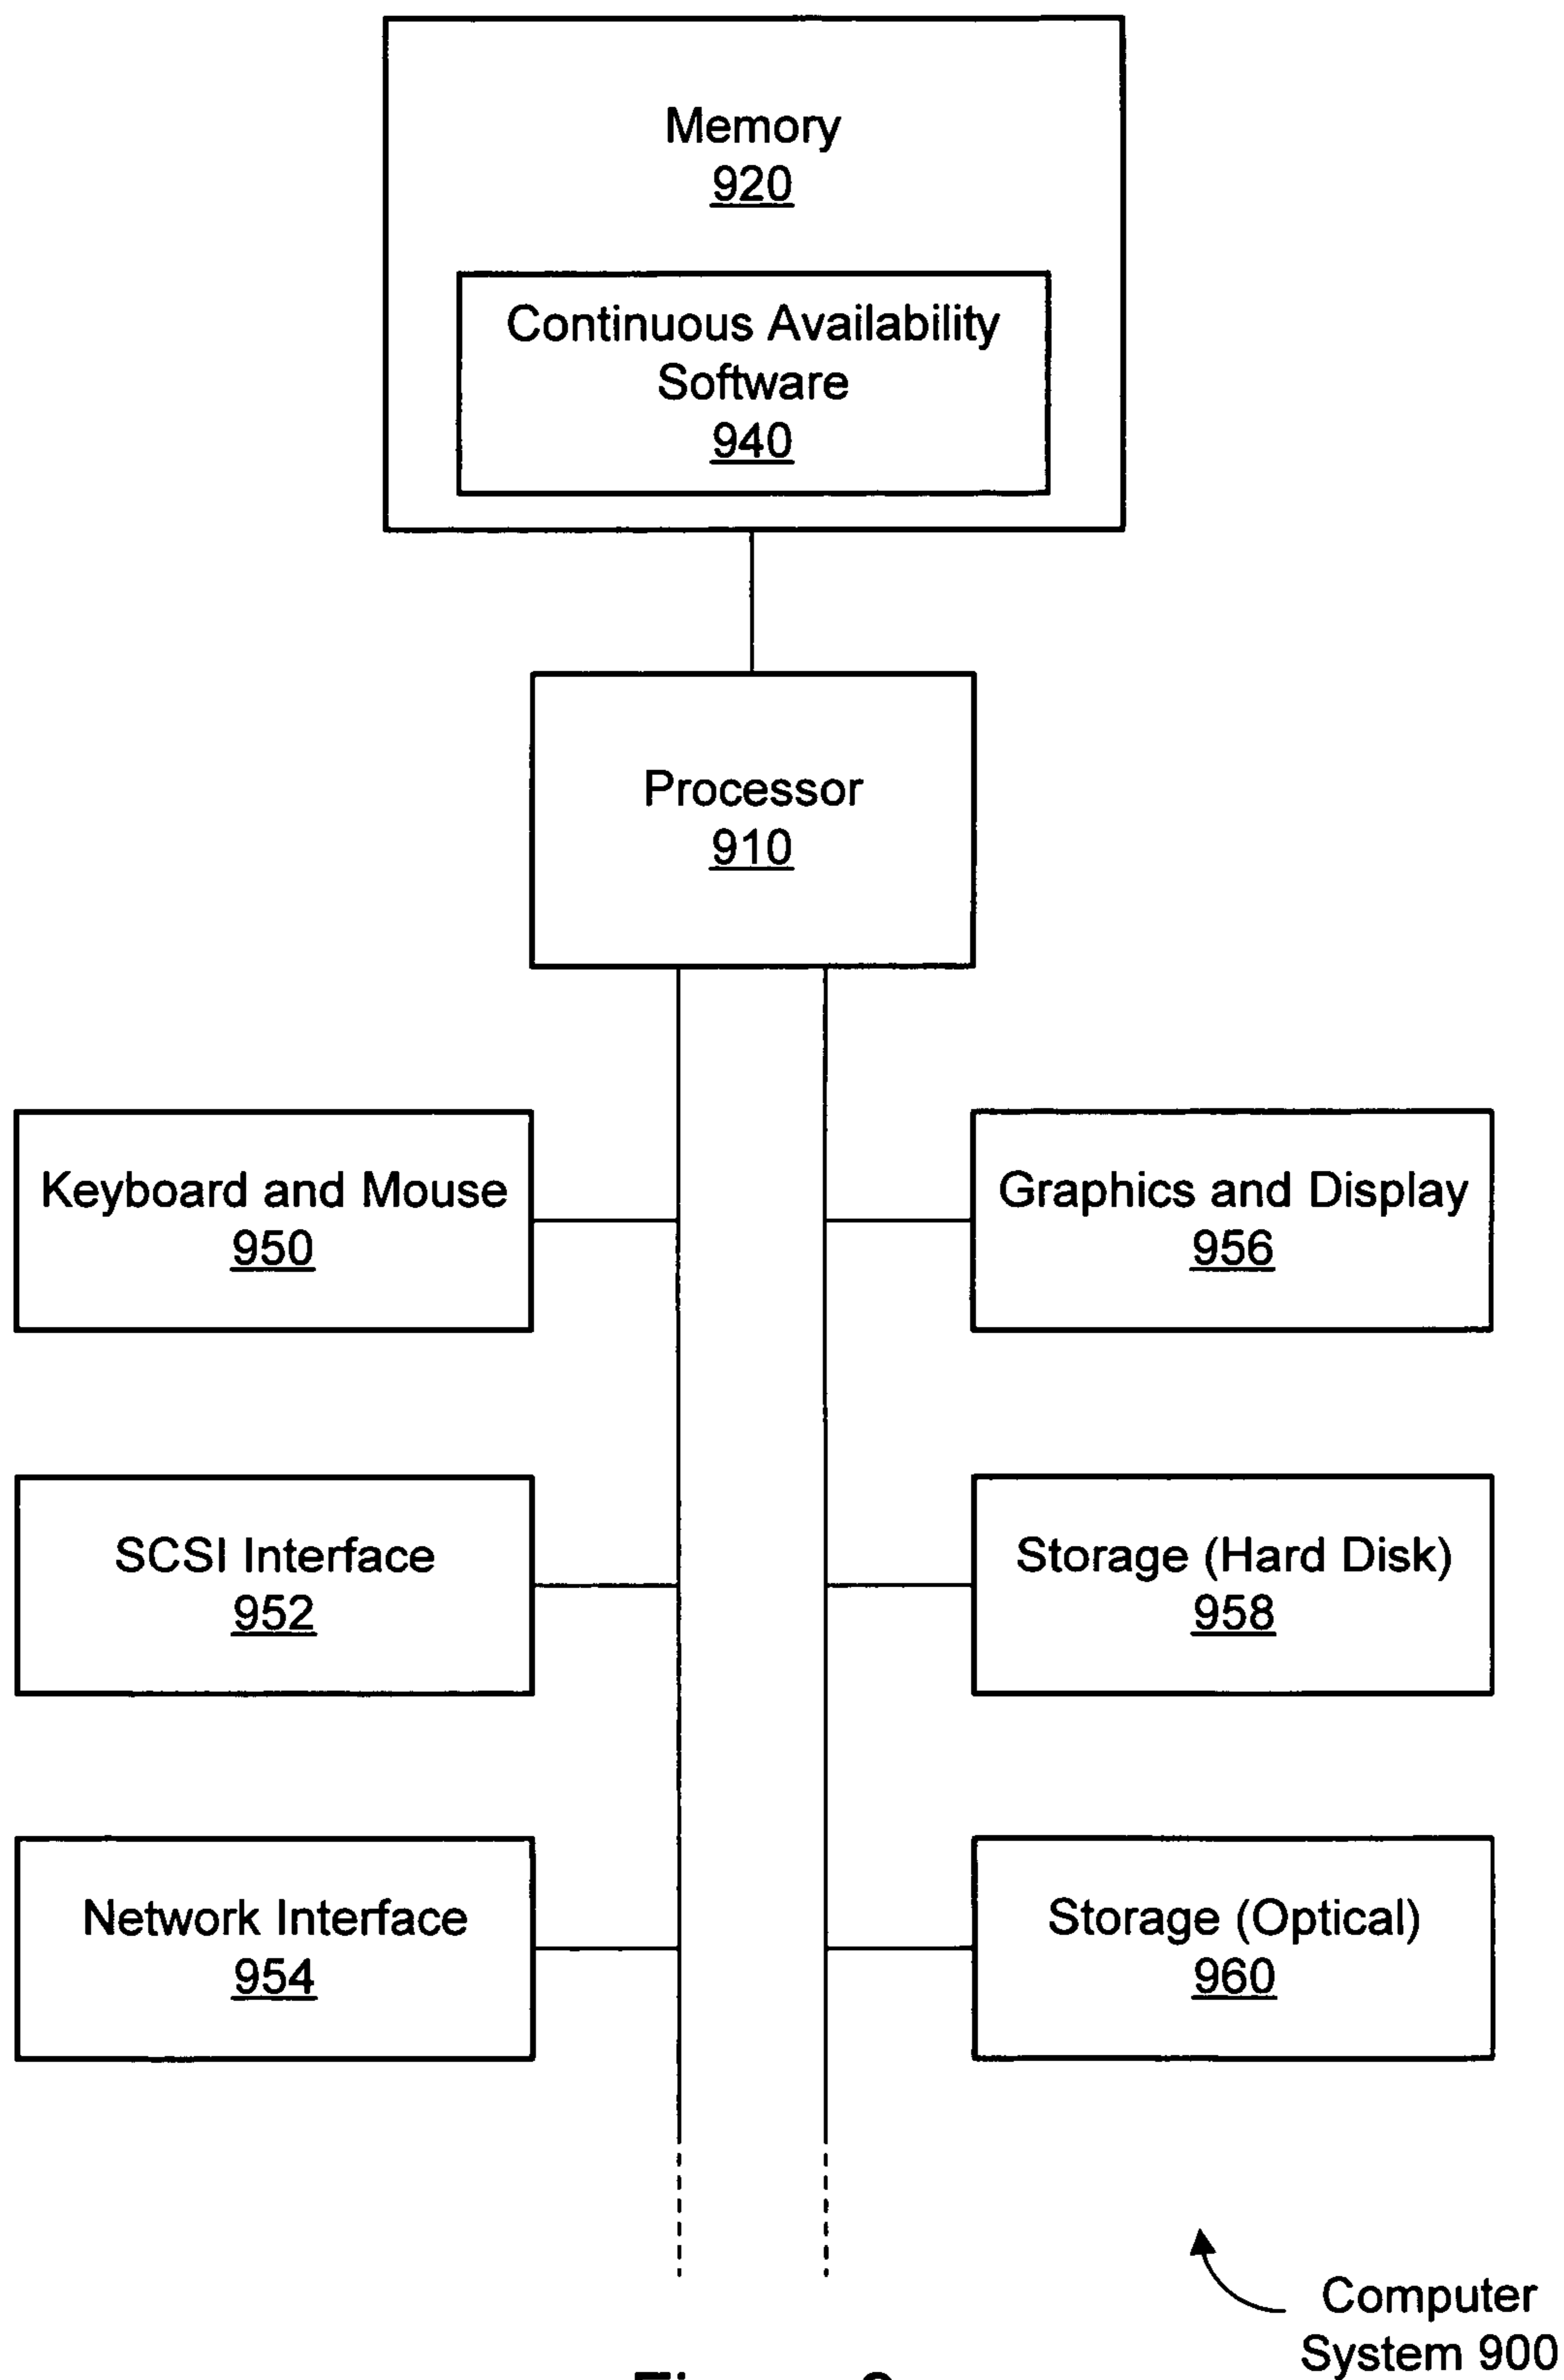 Memory
920
Continuous Availability
Software
940
Processor
910
Keyboard and Mouse
950
Graphics and Display
956
SCSI Interface
952
Storage (Hard Disk)
958
Network Interface
954
Storage (Optical)
960
Computer
System 900